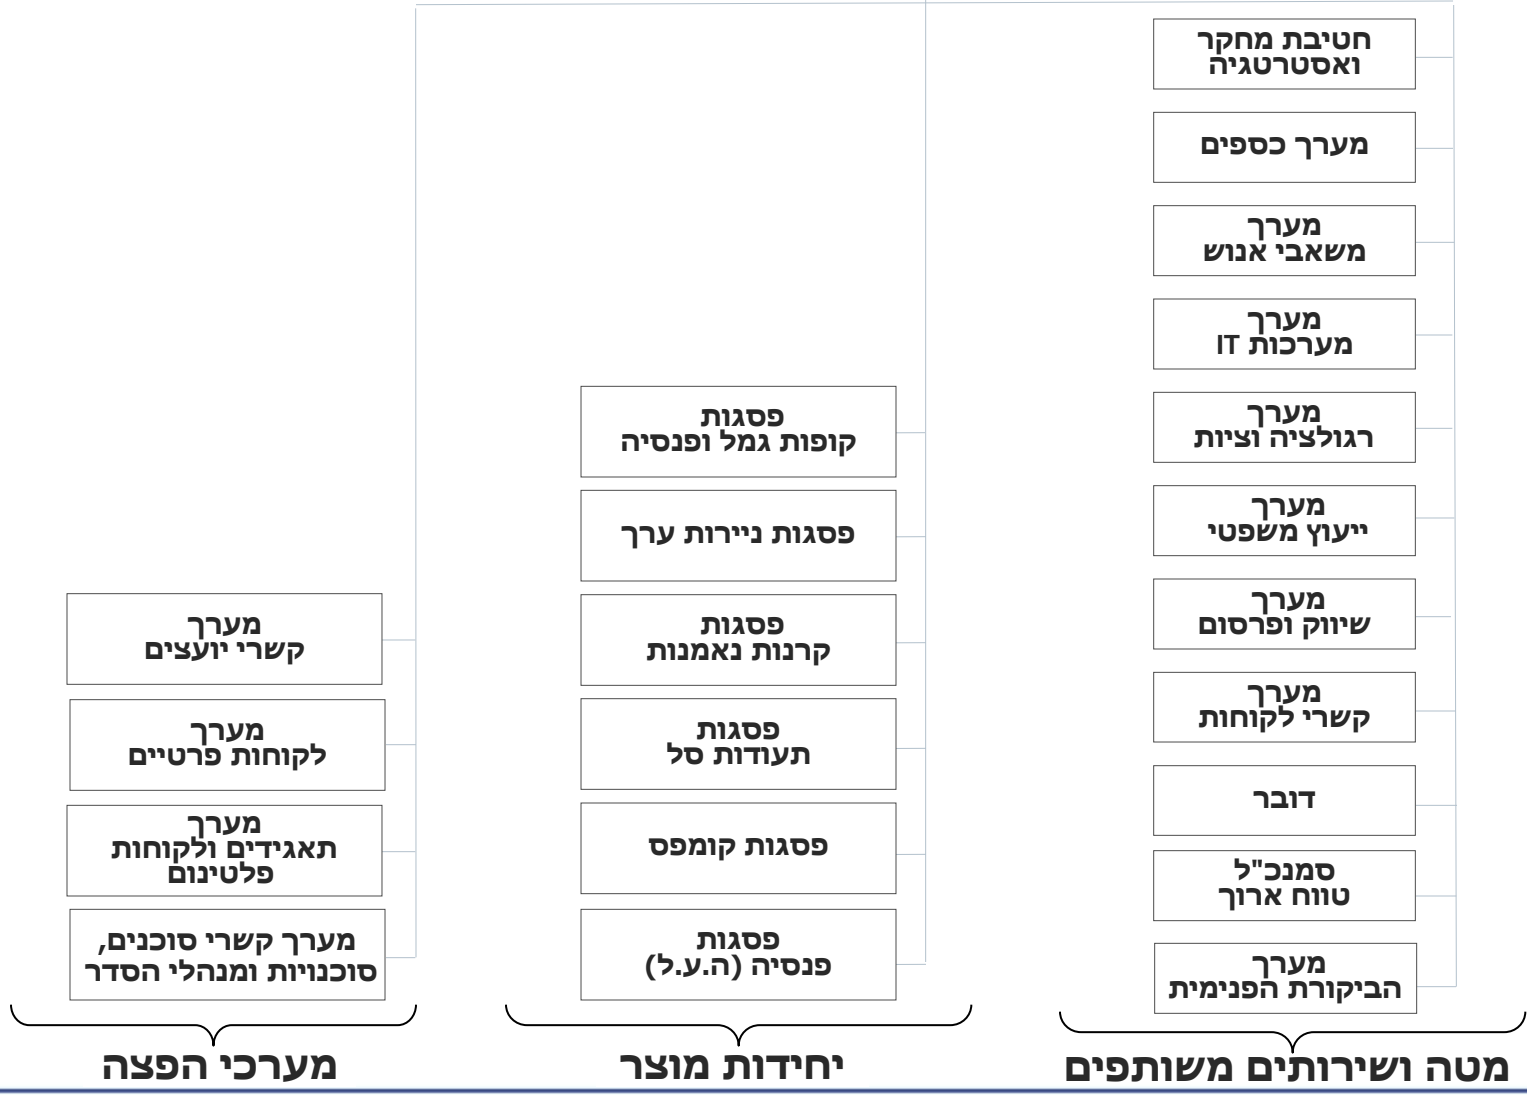 חטיבת מחקר
ואסטרטגיה
מערך כספים
מערך
משאבי אנוש
מערך
מערכות IT
מערך
רגולציה וציות
מערך
ייעוץ משפטי
מערך
שיווק ופרסום
מערך
קשרי לקוחות
דובר
סמנכ"ל
טווח ארוך
מערך
הביקורת הפנימית
מטה ושירותים משותפים
פסגות
קופות גמל ופנסיה
פסגות ניירות ערך
פסגות
קרנות נאמנות
פסגות
תעודות סל
פסגות קומפס
פסגות
פנסיה (ה.ע.ל)
יחידות מוצר
מערך
קשרי יועצים
מערך
לקוחות פרטיים
מערך
תאגידים ולקוחות
פלטינום
מערך קשרי סוכנים,
סוכנויות ומנהלי הסדר
מערכי הפצה